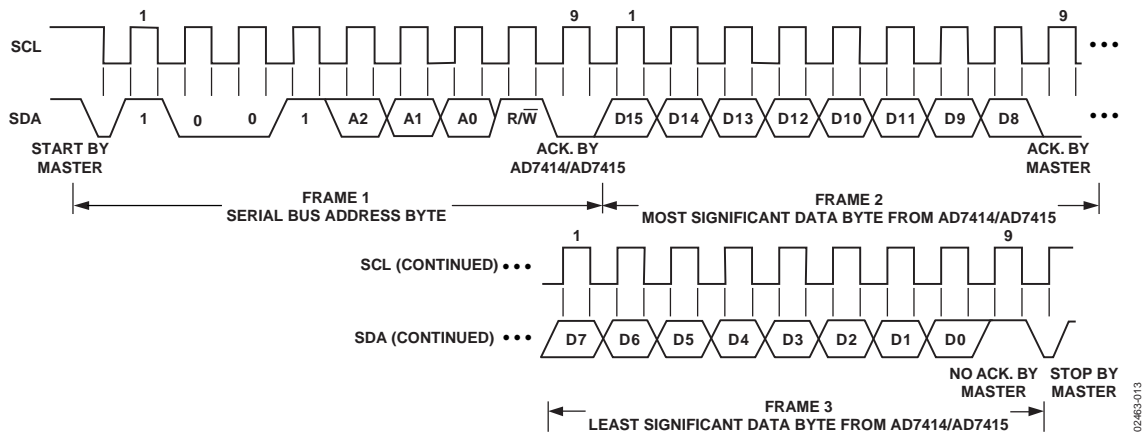 1 9 1 9
SCL
SDA 1 0 0 1 A2 A1 A0 R/W̅ D15 D14 D13 D12 D10 D11 D9 D8
START BY MASTER
ACK. BY AD7414/AD7415
ACK. BY MASTER
FRAME 1
SERIAL BUS ADDRESS BYTE
FRAME 2
MOST SIGNIFICANT DATA BYTE FROM AD7414/AD7415
1 9
SCL (CONTINUED)
SDA (CONTINUED) D7 D6 D5 D4 D3 D2 D1 D0
NO ACK. BY MASTER
STOP BY MASTER
FRAME 3
LEAST SIGNIFICANT DATA BYTE FROM AD7414/AD7415
02463-013